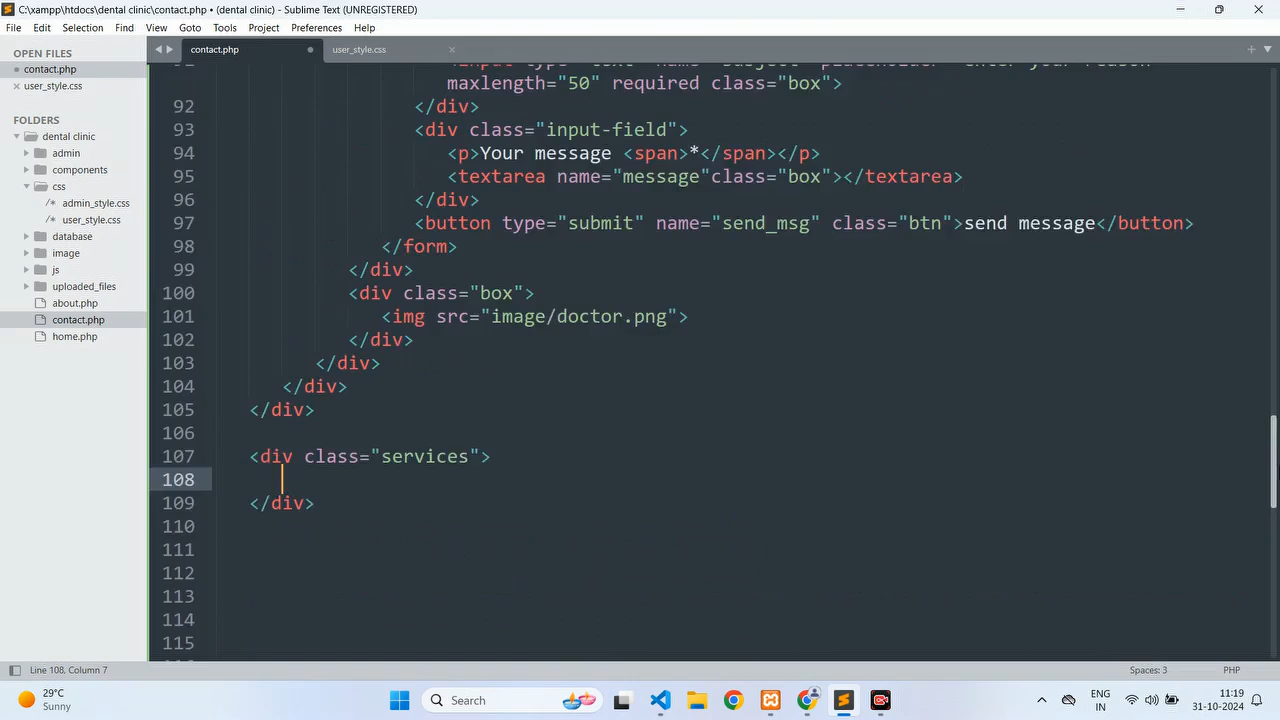 C:\xampp\htdocs\dental clinic\contact.php • (dental clinic) - Sublime Text (UNREGISTERED)
File Edit Selection Find View Goto Tools Project Preferences Help
OPEN FILES
contact.php
user_style.css
FOLDERS
dental clinic
admin
components
css
admin_style.css
user_style.css
database
image
js
uploaded_files
about.php
contact.php
home.php
contact.php user_style.css
maxlength="50" required class="box">
92 </div>
93 <div class="input-field">
94 <p>Your message <span>*</span></p>
95 <textarea name="message"class="box"></textarea>
96 </div>
97 <button type="submit" name="send_msg" class="btn">send message</button>
98 </form>
99 </div>
100 <div class="box">
101 <img src="image/doctor.png">
102 </div>
103 </div>
104 </div>
105 </div>
106
107 <div class="services">
108
109 </div>
110
111
112
113
114
115
Line 108, Column 7 Spaces: 3 PHP
29°C
Sunny
Search
ENG
IN
11:19
31-10-2024